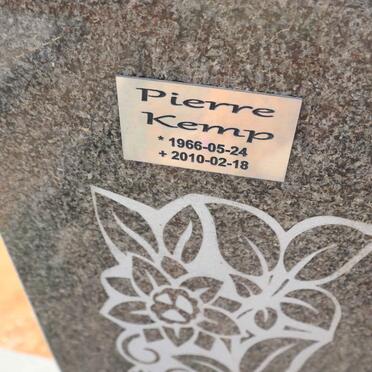 Pierre
Kemp
* 1966-05-24
+ 2010-02-18